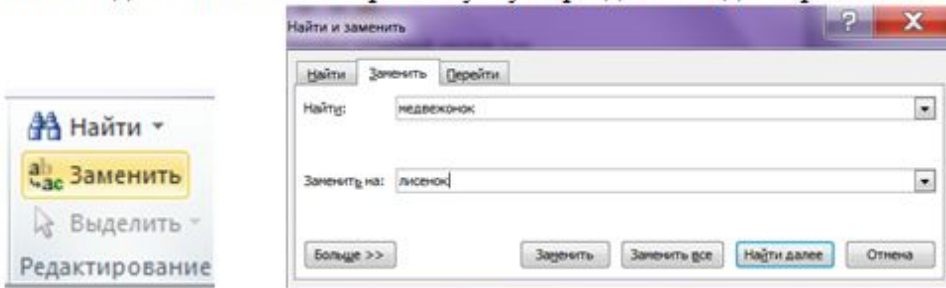 Найти и заменить
Найти Заменить Перейти
Найти: медвежонок
Заменить на: лисенок
Больше >> Заменить Заменить все Найти далее Отмена
Найти
Заменить
Выделить
Редактирование